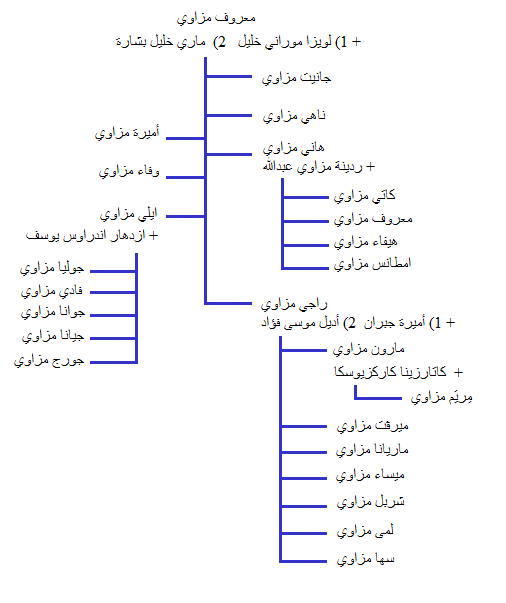 معروف مزاوي
+ 1) لويزا موراني خليل 2) ماري خليل بشارة
جانيت مزاوي
ناهي مزاوي
هاني مزاوي
+ ردينة مزاوي عبدالله
كاتي مزاوي
معروف مزاوي
هيفاء مزاوي
امطانس مزاوي
أميرة مزاوي
وفاء مزاوي
ايلي مزاوي
+ ازدهار اندراوس يوسف
جوليا مزاوي
فادي مزاوي
جوانا مزاوي
جيانا مزاوي
جورج مزاوي
راجي مزاوي
+ 1) أميرة جبران 2) أديل موسى فؤاد
مارون مزاوي
+ كاتارزينا كاركزيوسكا
مريّم مزاوي
ميرفت مزاوي
ماريانا مزاوي
ميساء مزاوي
شربل مزاوي
لمى مزاوي
سها مزاوي